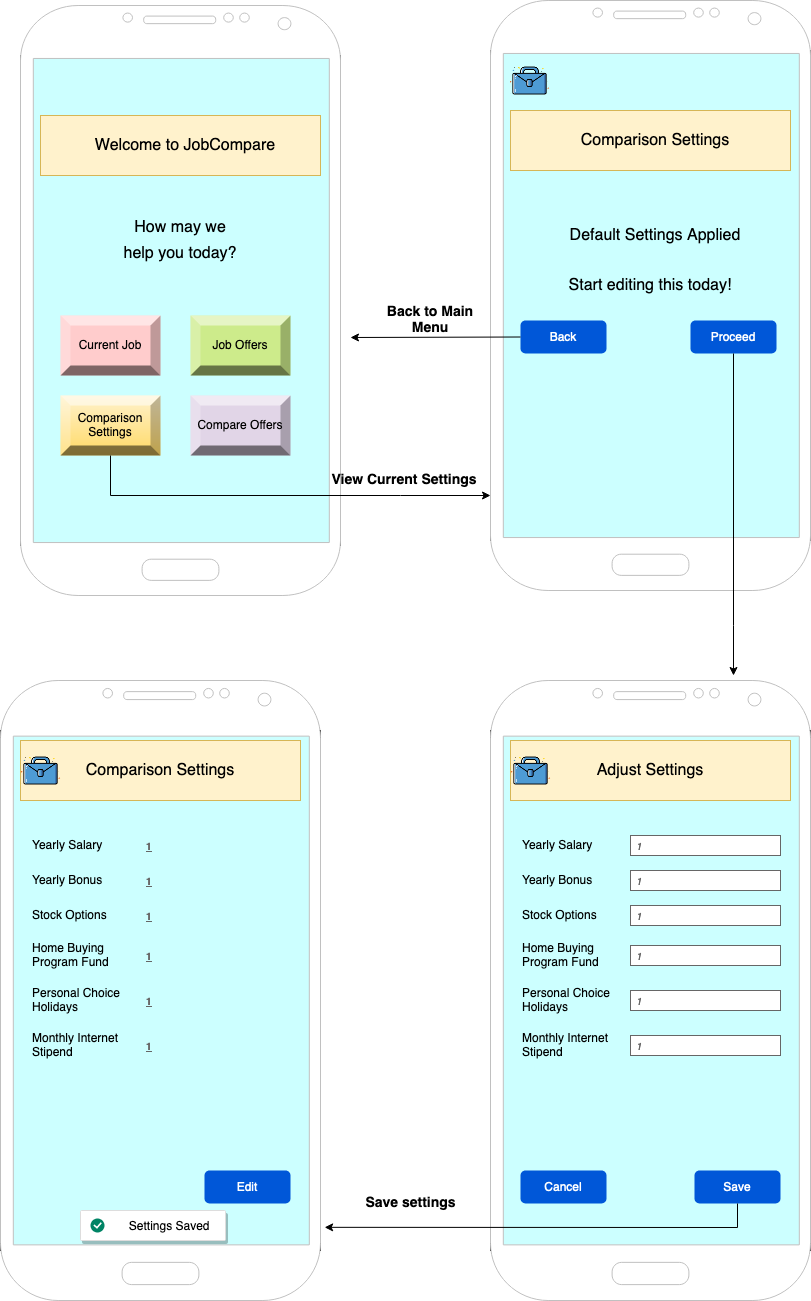 Welcome to JobCompare
How may we
help you today?
Current Job
Job Offers
Comparison
Settings
Compare Offers
View Current Settings
Comparison Settings
Default Settings Applied
Start editing this today!
Back
Proceed
Back to Main
Menu
Comparison Settings
Yearly Salary 1
Yearly Bonus 1
Stock Options 1
Home Buying
Program Fund 1
Personal Choice
Holidays 1
Monthly Internet
Stipend 1
Edit
Settings Saved
Adjust Settings
Yearly Salary 1
Yearly Bonus 1
Stock Options 1
Home Buying
Program Fund 1
Personal Choice
Holidays 1
Monthly Internet
Stipend 1
Cancel
Save
Save settings